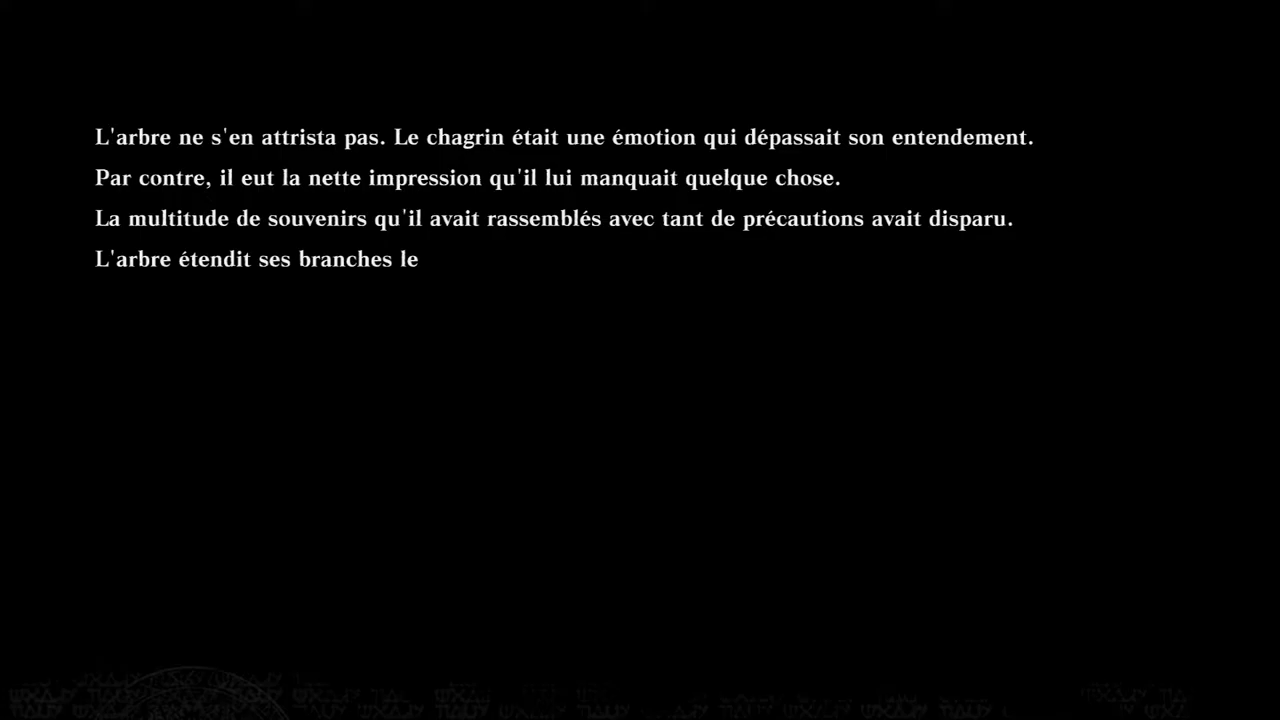 L'arbre ne s'en attrista pas. Le chagrin était une émotion qui dépassait son entendement.
Par contre, il eut la nette impression qu'il lui manquait quelque chose.
La multitude de souvenirs qu'il avait rassemblés avec tant de précautions avait disparu.
L'arbre étendit ses branches le